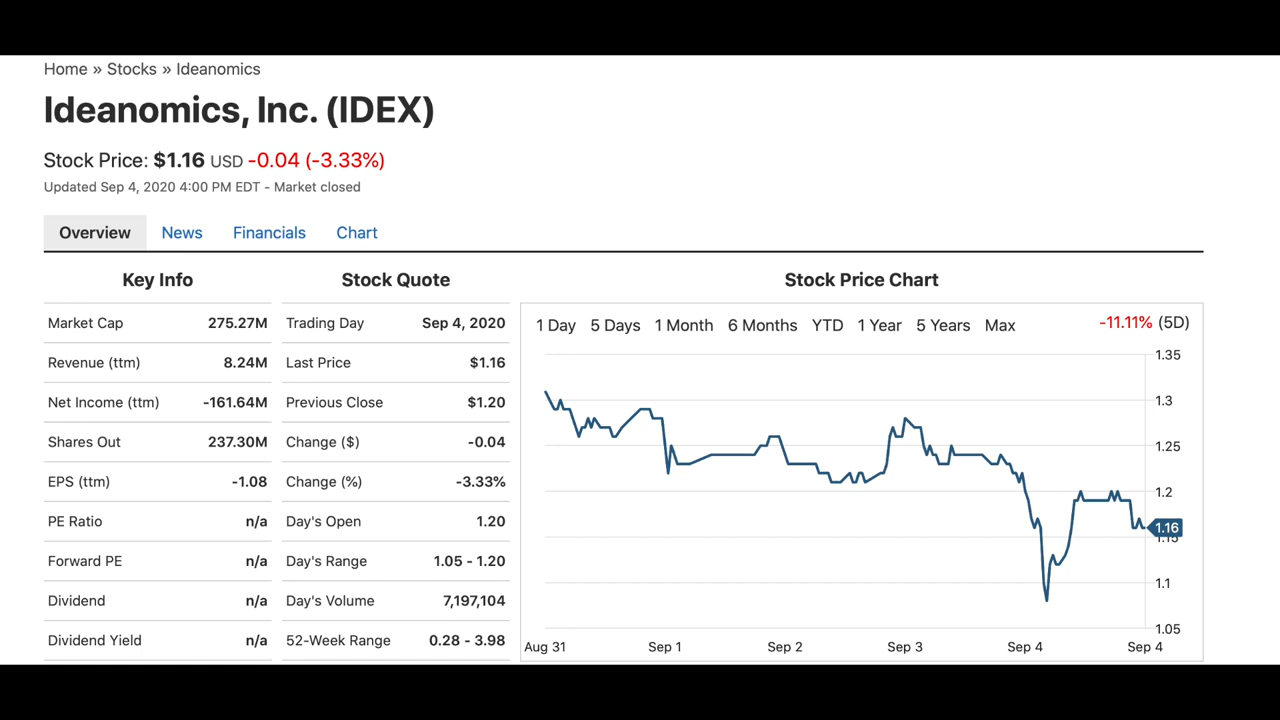 Home » Stocks » Ideanomics
Ideanomics, Inc. (IDEX)
Stock Price: $1.16 USD -0.04 (-3.33%)
Updated Sep 4, 2020 4:00 PM EDT - Market closed
Overview News Financials Chart
Key Info
Market Cap 275.27M
Revenue (ttm) 8.24M
Net Income (ttm) -161.64M
Shares Out 237.30M
EPS (ttm) -1.08
PE Ratio n/a
Forward PE n/a
Dividend n/a
Dividend Yield n/a
Stock Quote
Trading Day Sep 4, 2020
Last Price $1.16
Previous Close $1.20
Change ($) -0.04
Change (%) -3.33%
Day's Open 1.20
Day's Range 1.05 - 1.20
Day's Volume 7,197,104
52-Week Range 0.28 - 3.98
Stock Price Chart
1 Day 5 Days 1 Month 6 Months YTD 1 Year 5 Years Max -11.11% (5D)
1.35
1.3
1.25
1.2
1.16
1.15
1.1
1.05
Aug 31 Sep 1 Sep 2 Sep 3 Sep 4 Sep 4